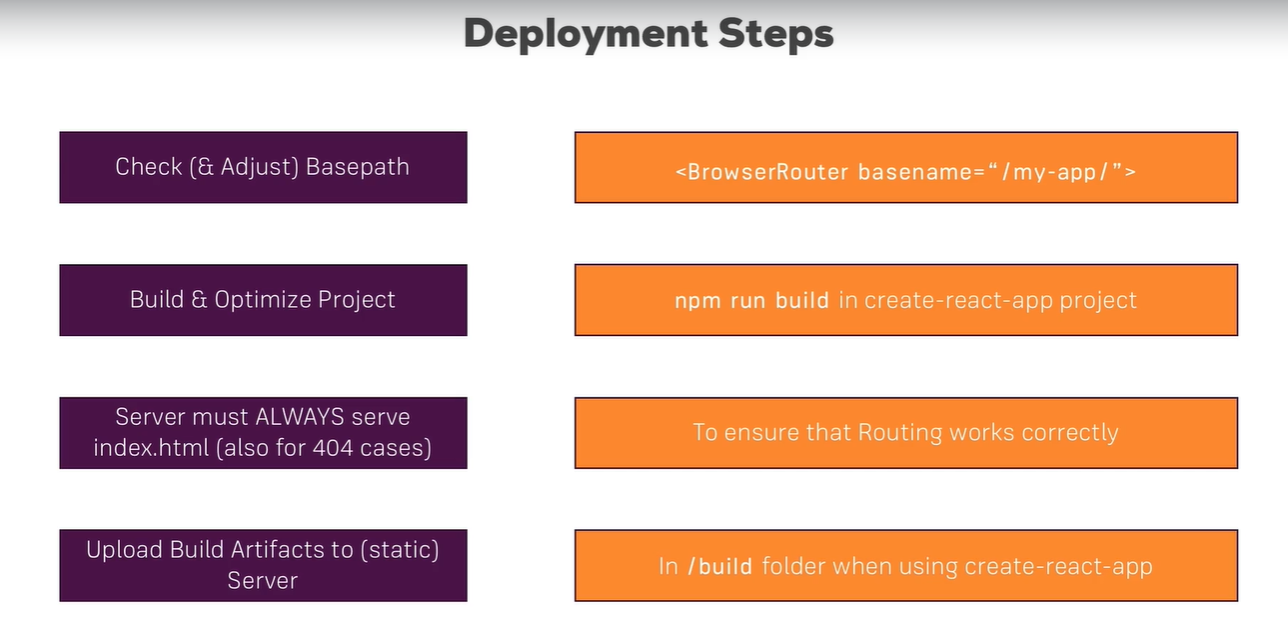 Deployment Steps
Check (& Adjust) Basepath
<BrowserRouter basename=“/my-app/”>
Build & Optimize Project
npm run build in create-react-app project
Server must ALWAYS serve
index.html (also for 404 cases)
To ensure that Routing works correctly
Upload Build Artifacts to (static)
Server
In /build folder when using create-react-app